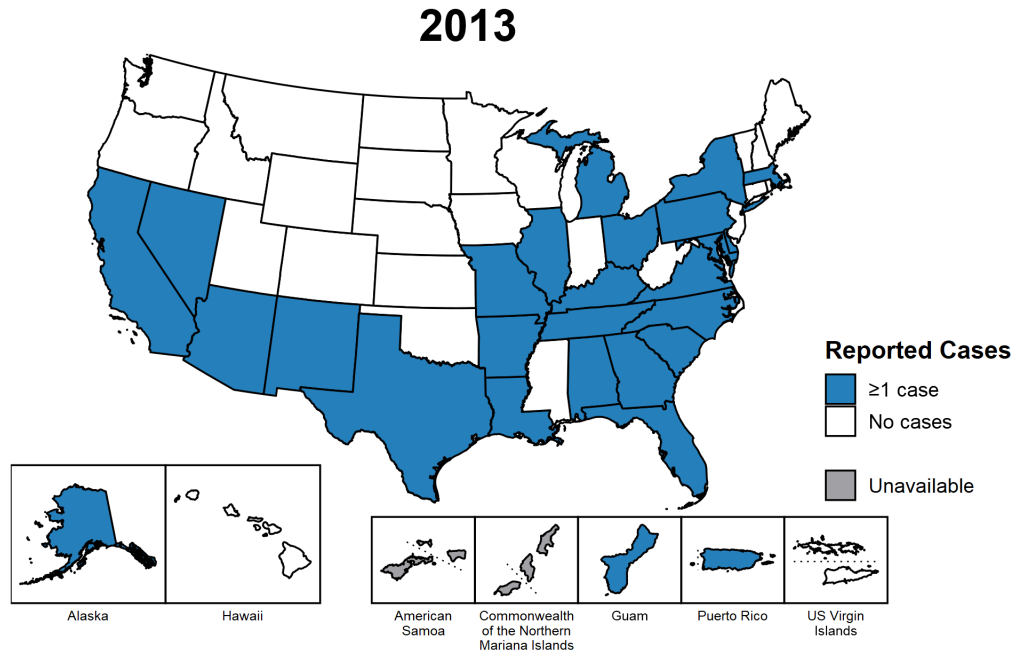 2013
Reported Cases
≥1 case
No cases
Unavailable
Alaska
Hawaii
American
Samoa
Commonwealth
of the Northern
Mariana Islands
Guam
Puerto Rico
US Virgin
Islands